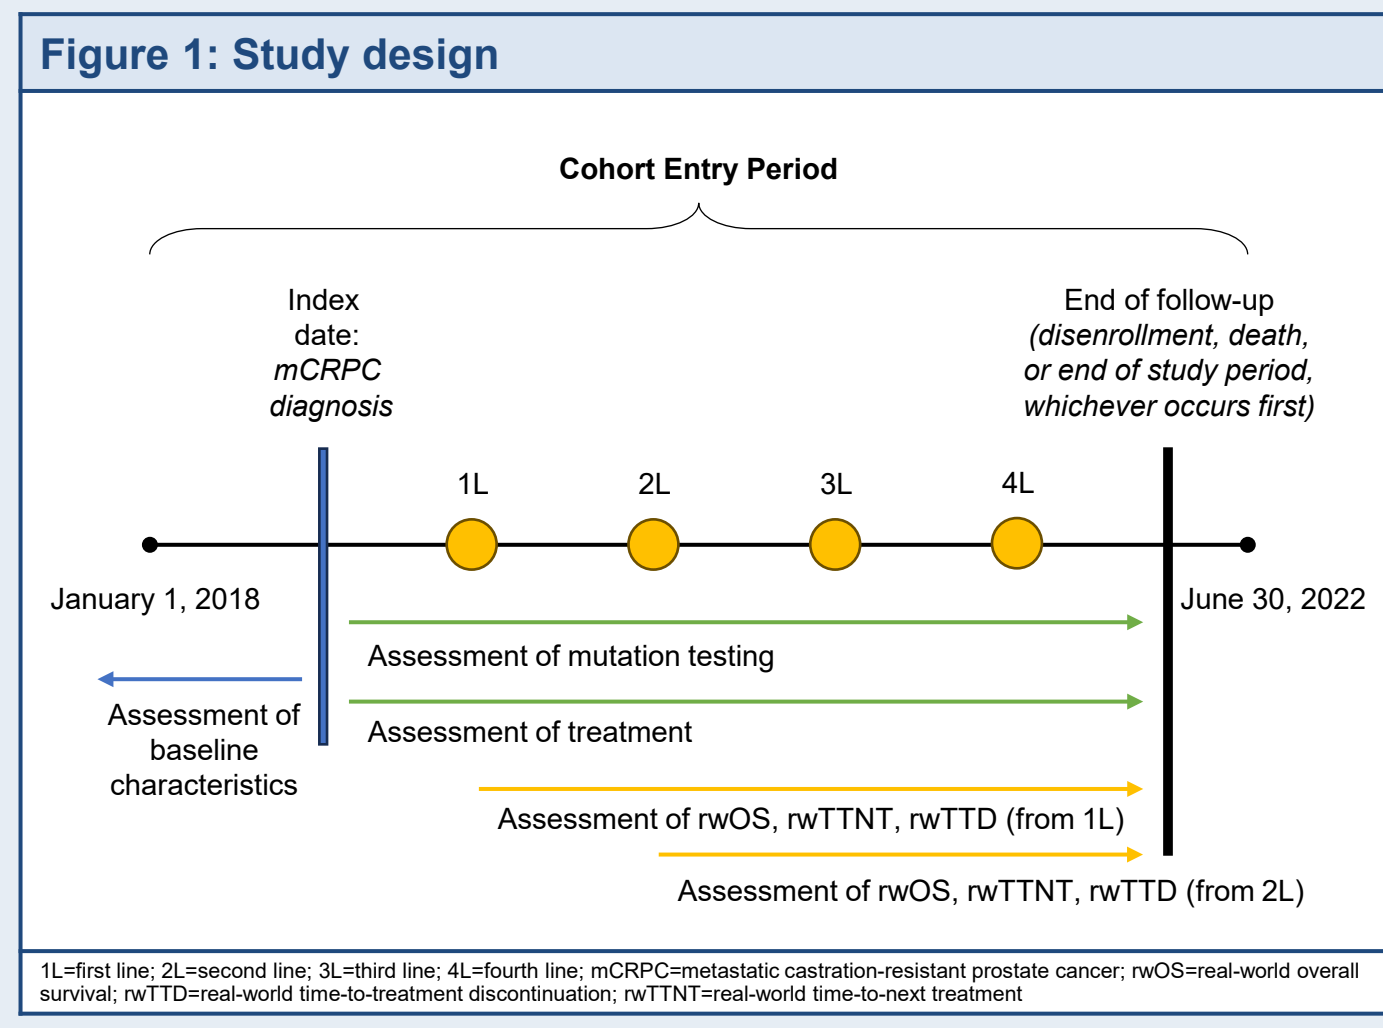 Figure 1: Study design
Cohort Entry Period
Index
date:
mCRPC
diagnosis
End of follow-up
(disenrollment, death,
or end of study period,
whichever occurs first)
1L
2L
3L
4L
January 1, 2018
June 30, 2022
Assessment of mutation testing
Assessment of treatment
Assessment of
baseline
characteristics
Assessment of rwOS, rwTTNT, rwTTD (from 1L)
Assessment of rwOS, rwTTNT, rwTTD (from 2L)
1L=first line; 2L=second line; 3L=third line; 4L=fourth line; mCRPC=metastatic castration-resistant prostate cancer; rwOS=real-world overall
survival; rwTTD=real-world time-to-treatment discontinuation; rwTTNT=real-world time-to-next treatment